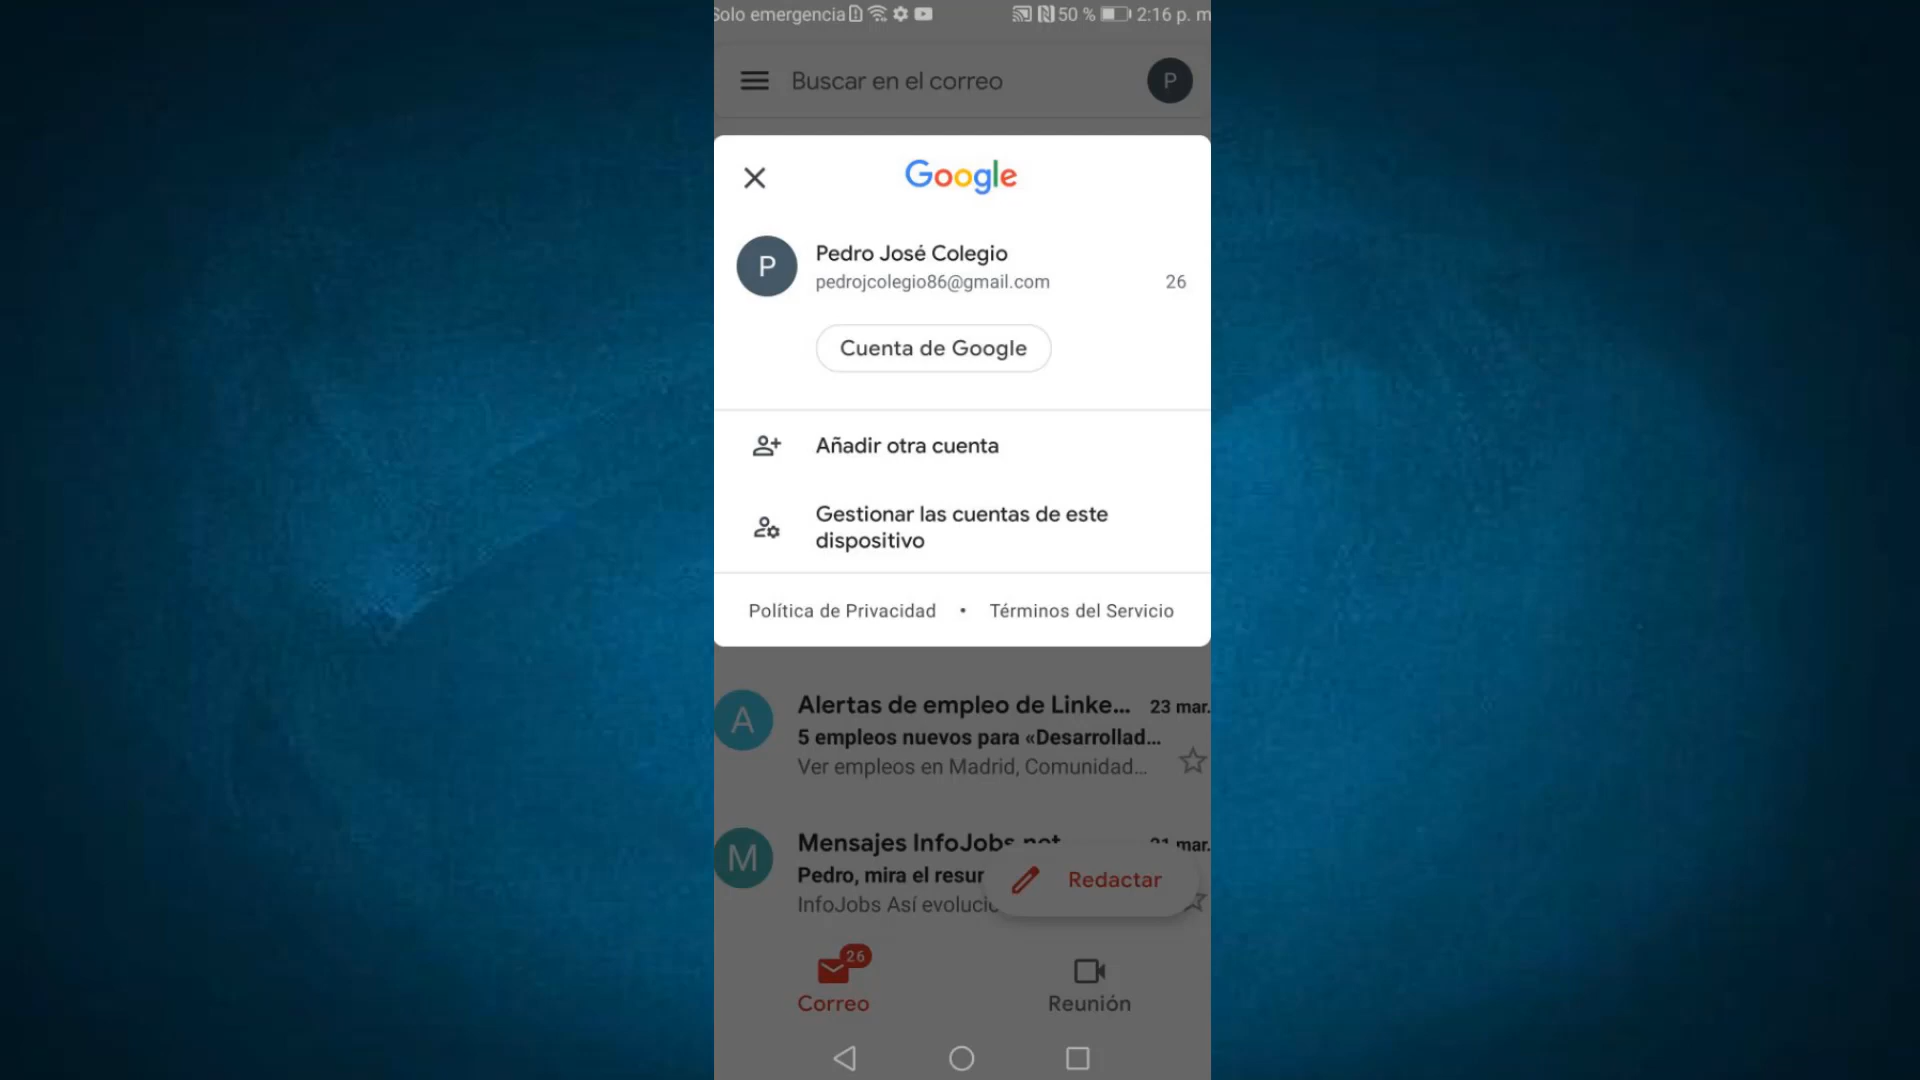 Solo emergencia 50 % 2:16 p. m
Buscar en el correo P
Google
P Pedro José Colegio
pedrojcolegio86@gmail.com 26
Cuenta de Google
Añadir otra cuenta
Gestionar las cuentas de este
dispositivo
Política de Privacidad • Términos del Servicio
A Alertas de empleo de Linke... 23 mar.
5 empleos nuevos para «Desarrollad...
Ver empleos en Madrid, Comunidad...
M Mensajes InfoJobs.net 21 mar.
Pedro, mira el resur
InfoJobs Así evolucio
Redactar
26
Correo Reunión